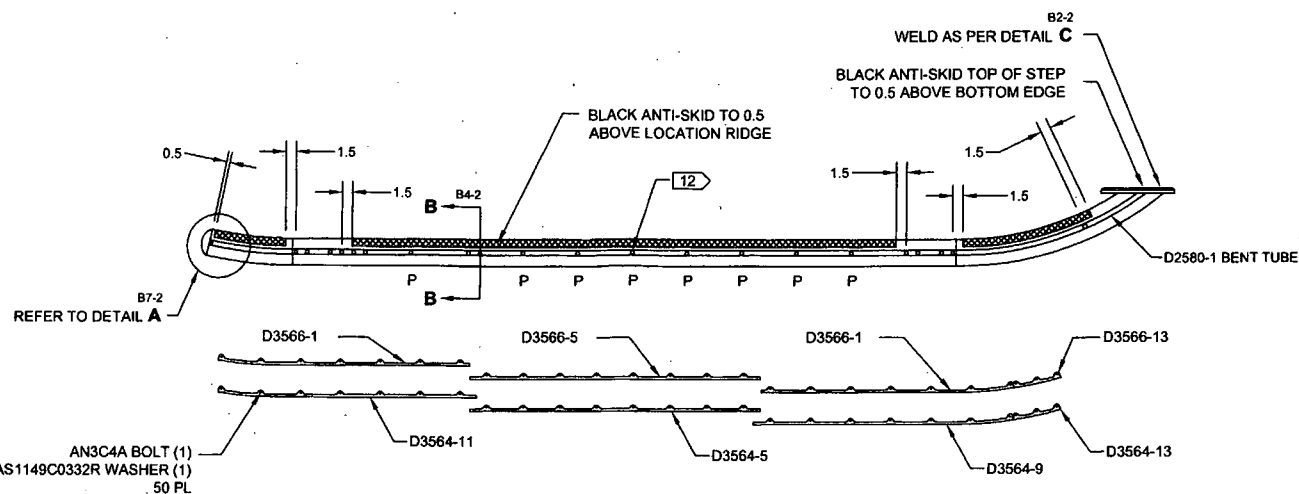 B2-2
WELD AS PER DETAIL C
BLACK ANTI-SKID TOP OF STEP
TO 0.5 ABOVE BOTTOM EDGE
BLACK ANTI-SKID TO 0.5
ABOVE LOCATION RIDGE
0.5
1.5
1.5
12
1.5
1.5
1.5
B4-2
B
B
D2580-1 BENT TUBE
P P P P P P P P
B7-2
REFER TO DETAIL A
D3566-1
D3566-5
D3566-1
D3566-13
AN3C4A BOLT (1)
AS1149C0332R WASHER (1)
50 PL
D3564-11
D3564-5
D3564-9
D3564-13